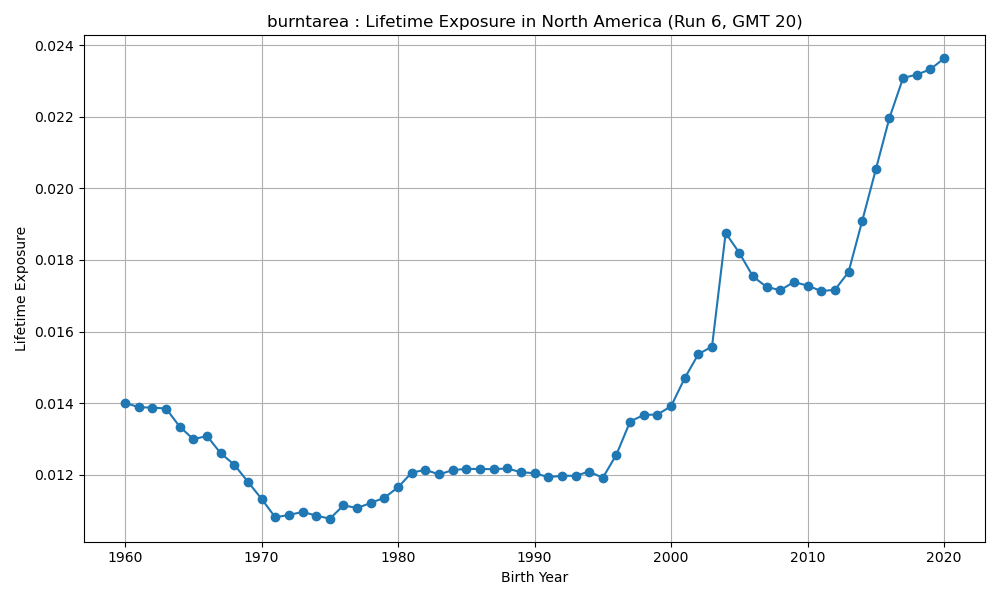 burntarea : Lifetime Exposure in North America (Run 6, GMT 20)
0.024
0.022
0.020
0.018
0.016
0.014
0.012
Lifetime Exposure
1960 1970 1980 1990 2000 2010 2020
Birth Year